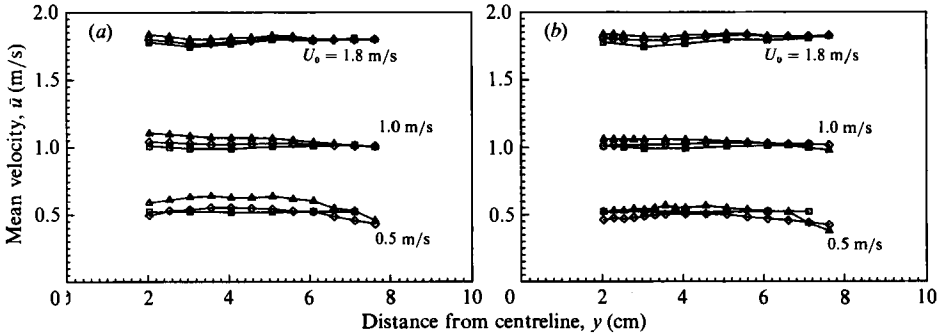 (a)
(b)
2.0
1.5
1.0
0.5
Mean velocity, ū (m/s)
U₀ = 1.8 m/s
1.0 m/s
0.5 m/s
0
2
4
6
8
10
2.0
1.5
1.0
0.5
U₀ = 1.8 m/s
1.0 m/s
0.5 m/s
0
2
4
6
8
10
Distance from centreline, y (cm)